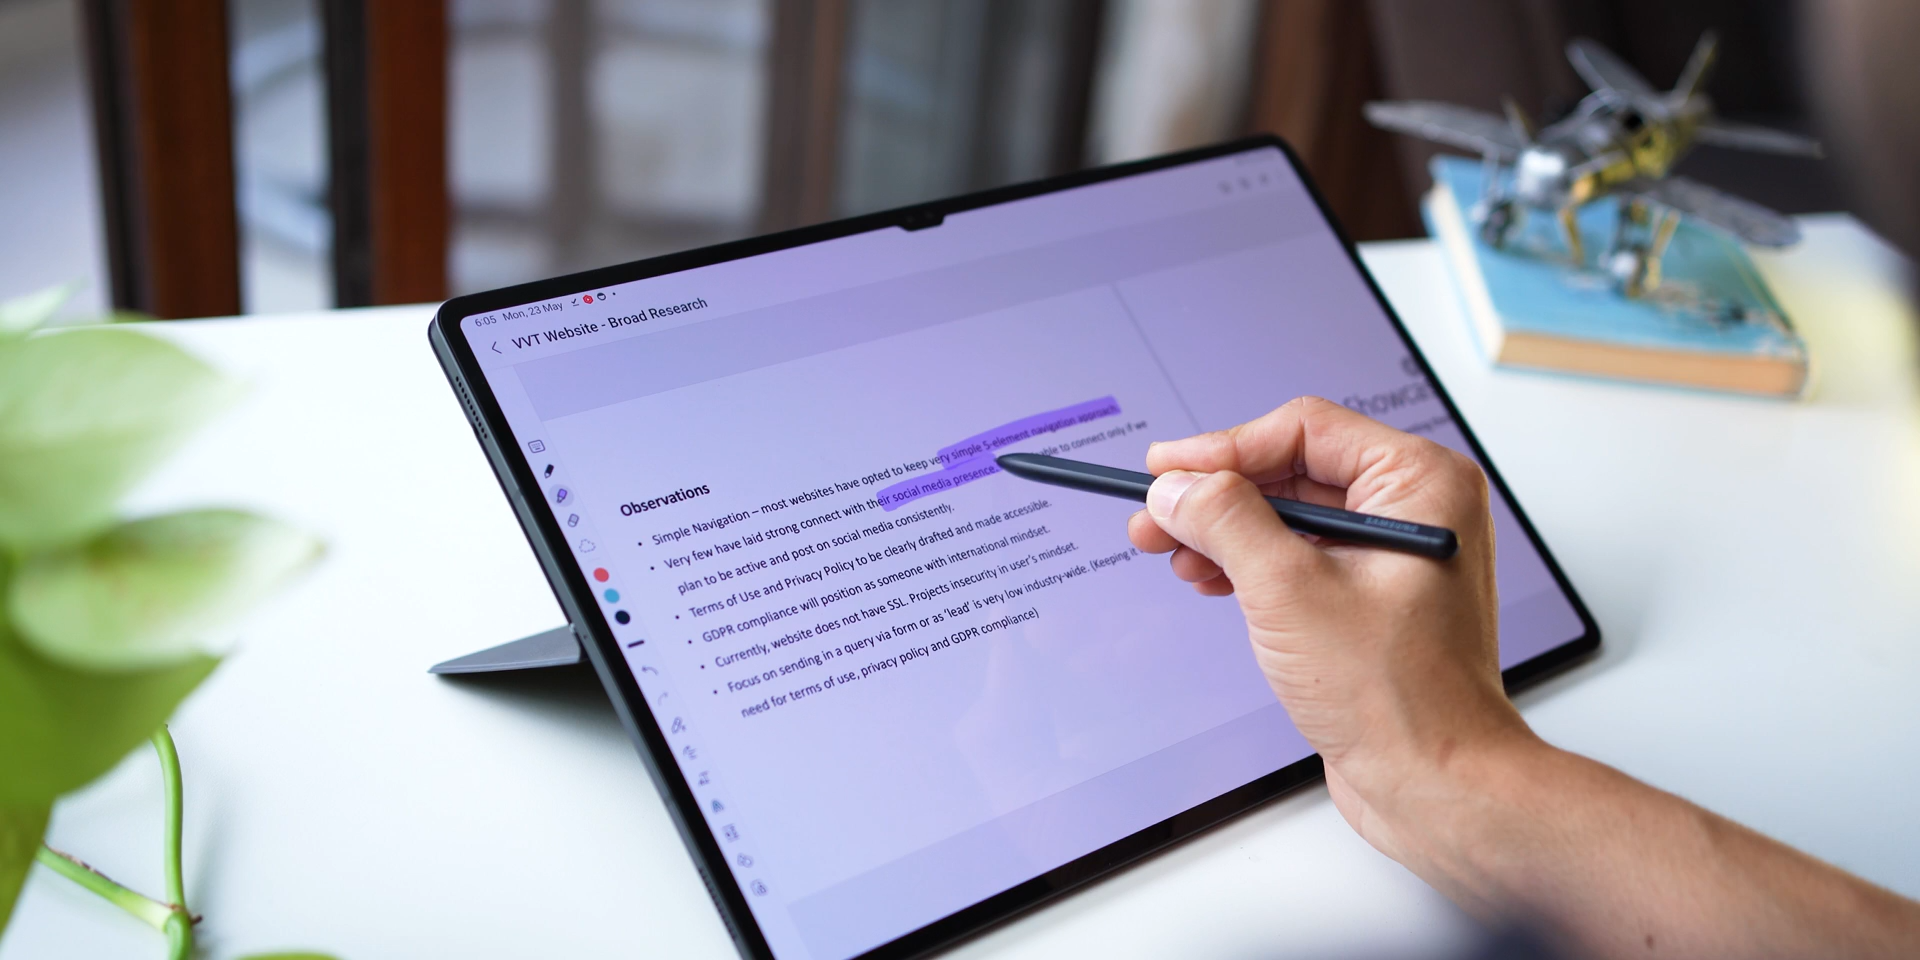 6:05 Mon, 23 May
VVT Website - Broad Research
Observations
• Simple Navigation – most websites have opted to keep very simple 5-element navigation approach.
• Very few have laid strong connect with their social media presence. able to connect only if we
plan to be active and post on social media consistently.
• Terms of Use and Privacy Policy to be clearly drafted and made accessible.
• GDPR compliance will position as someone with international mindset.
• Currently, website does not have SSL. Projects insecurity in user's mindset.
• Focus on sending in a query via form or as 'lead' is very low industry-wide. (Keeping it
need for terms of use, privacy policy and GDPR compliance)
SAMSUNG